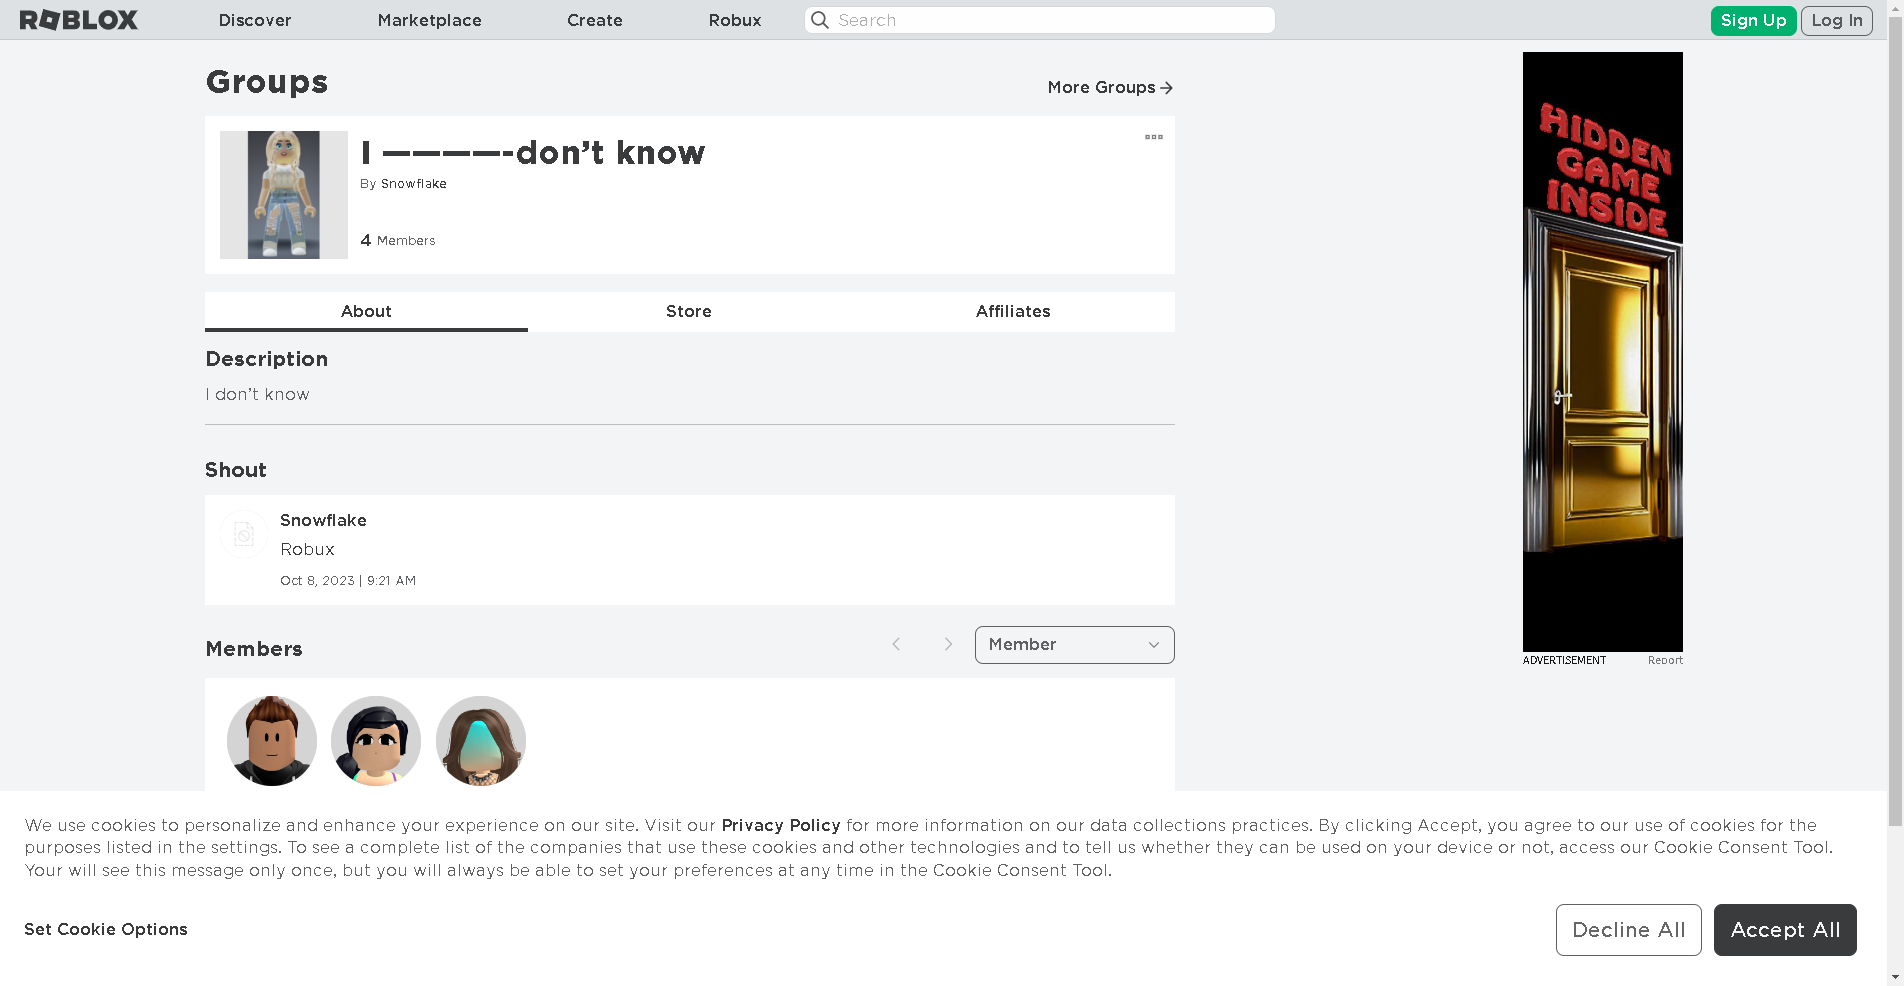 ROBLOX
Discover
Marketplace
Create
Robux
Search
Sign Up
Log In
Groups
More Groups
I ————-don’t know
By Snowflake
4 Members
About
Store
Affiliates
Description
I don’t know
Shout
Snowflake
Robux
Oct 8, 2023 | 9:21 AM
Members
Member
HIDDEN
GAME
INSIDE
ADVERTISEMENT
Report
We use cookies to personalize and enhance your experience on our site. Visit our Privacy Policy for more information on our data collections practices. By clicking Accept, you agree to our use of cookies for the
purposes listed in the settings. To see a complete list of the companies that use these cookies and other technologies and to tell us whether they can be used on your device or not, access our Cookie Consent Tool.
Your will see this message only once, but you will always be able to set your preferences at any time in the Cookie Consent Tool.
Set Cookie Options
Decline All
Accept All